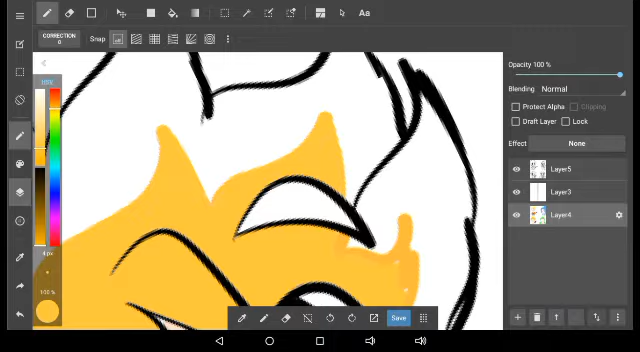 Aa
CORRECTION
0
Snap
off
HSV
4 px
100 %
Save
Opacity 100 %
Blending Normal
Protect Alpha Clipping
Draft Layer Lock
Effect None
Layer5
Layer3
Layer4